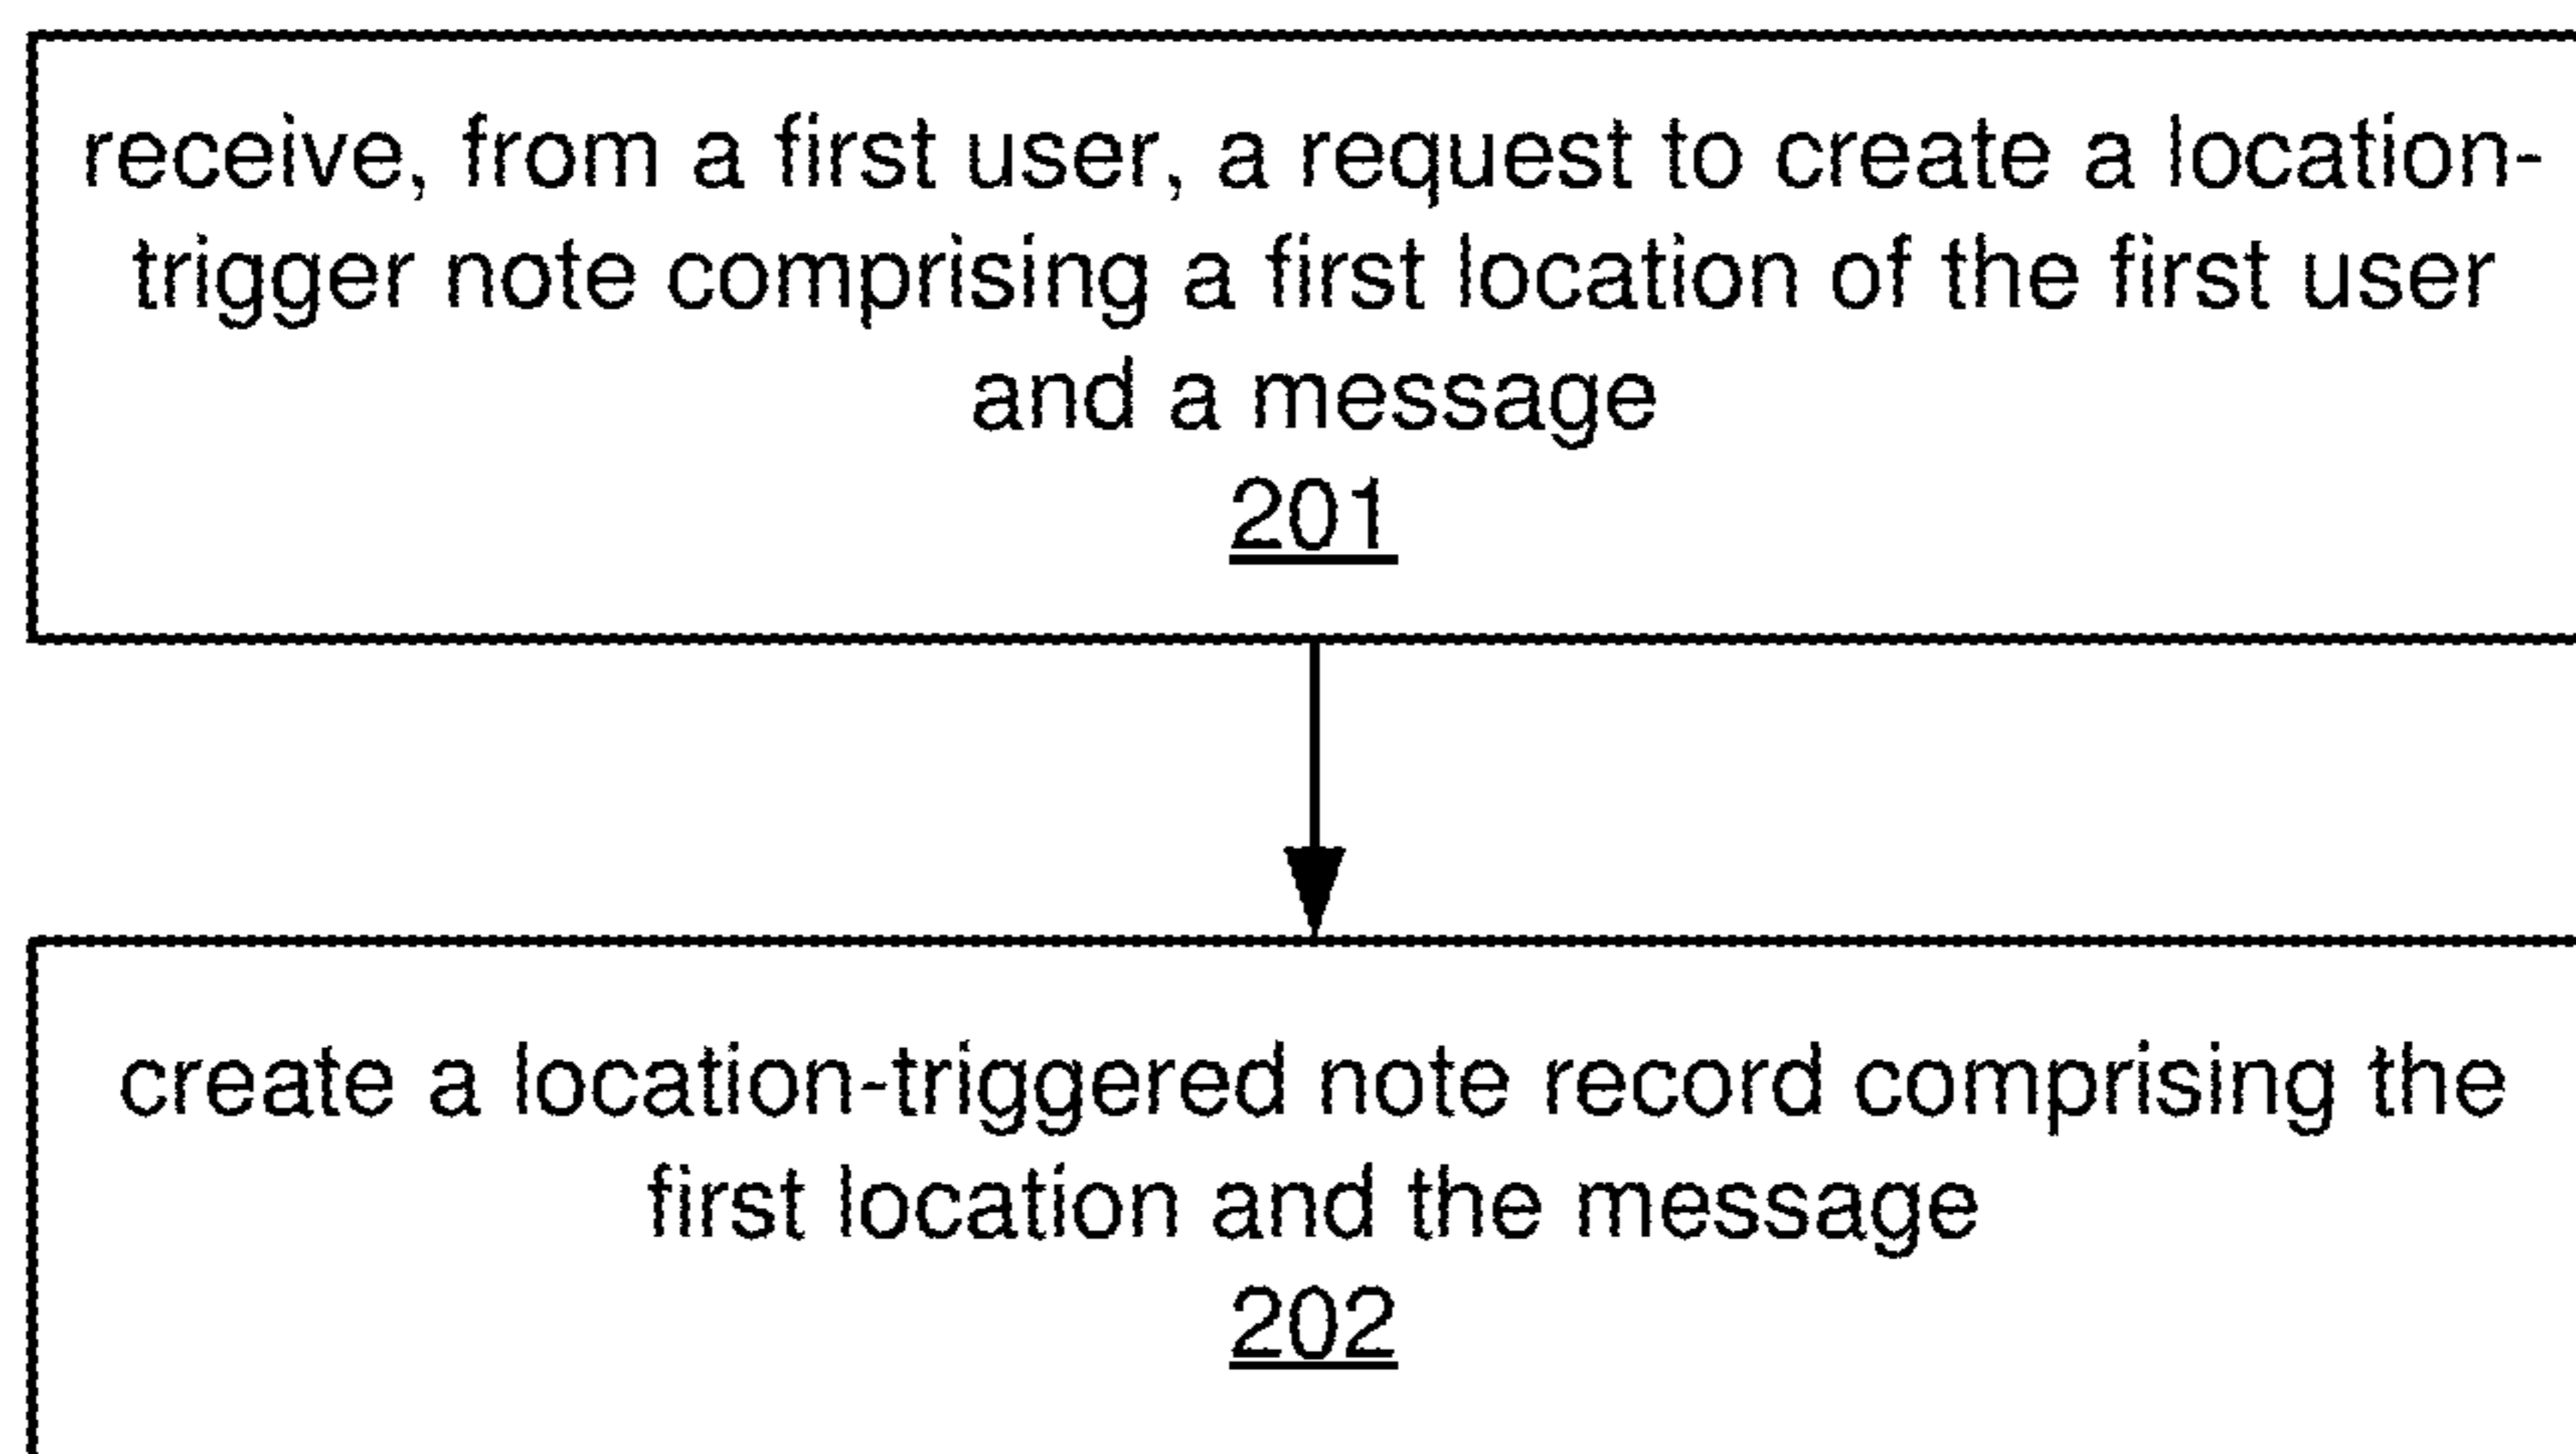 receive, from a first user, a request to create a location-
trigger note comprising a first location of the first user
and a message
201
create a location-triggered note record comprising the
first location and the message
202